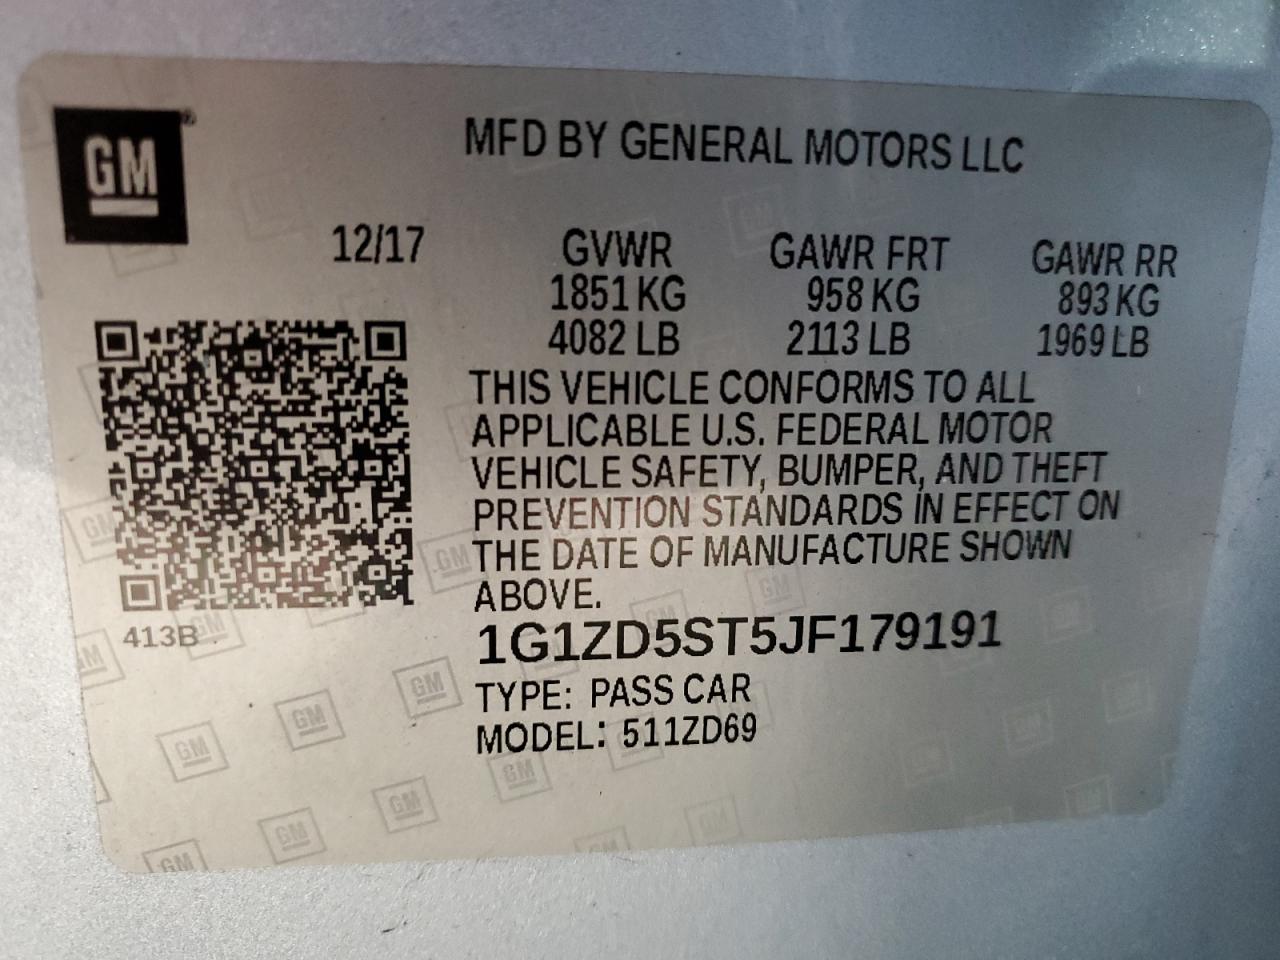 GM®
MFD BY GENERAL MOTORS LLC
12/17
GVWR GAWR FRT GAWR RR
1851 KG 958 KG 893 KG
4082 LB 2113 LB 1969 LB
THIS VEHICLE CONFORMS TO ALL
APPLICABLE U.S. FEDERAL MOTOR
VEHICLE SAFETY, BUMPER, AND THEFT
PREVENTION STANDARDS IN EFFECT ON
THE DATE OF MANUFACTURE SHOWN
ABOVE.
413B
1G1ZD5ST5JF179191
TYPE: PASS CAR
MODEL: 511ZD69